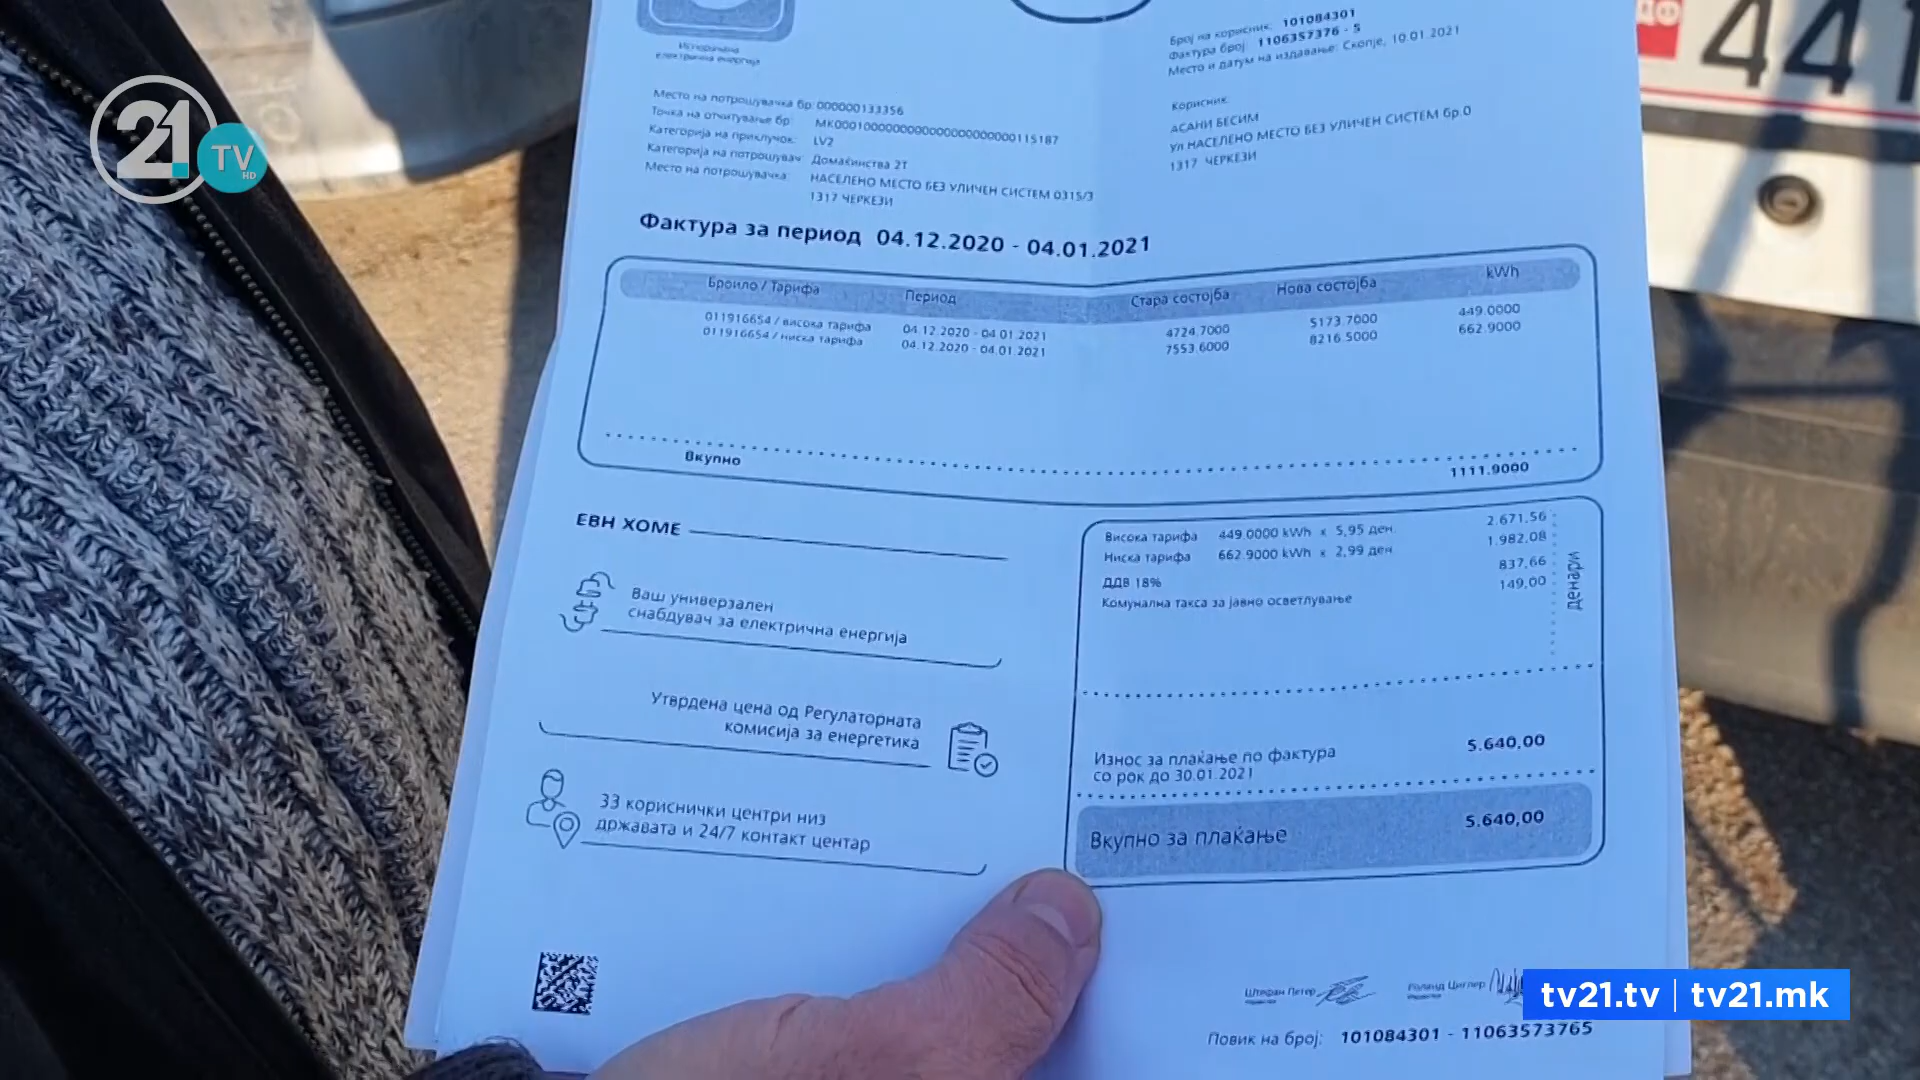 21 TV HD
ДФ 441
Испорачана
електрична енергија
Број на корисник: 101084301
Фактура број: 1106357376 - 5
Место и датум на издавање: Скопје, 10.01.2021
Место на потрошувачка бр: 000000133356
Точка на отчитување бр:
Категорија на приклучок: LV2
Категорија на потрошувач: Домаќинства 2Т
Место на потрошувачка: НАСЕЛЕНО МЕСТО БЕЗ УЛИЧЕН СИСТЕМ 0315/3
1317 ЧЕРКЕЗИ
Корисник:
АСАНИ БЕСИМ
ул НАСЕЛЕНО МЕСТО БЕЗ УЛИЧЕН СИСТЕМ бр.0
1317 ЧЕРКЕЗИ
Фактура за период 04.12.2020 - 04.01.2021
Броило / Тарифа Период Стара состојба Нова состојба kWh
011916654 / висока тарифа 04.12.2020 - 04.01.2021 4724.7000 5173.7000 449.0000
011916654 / ниска тарифа 04.12.2020 - 04.01.2021 7553.6000 8216.5000 662.9000
Вкупно 1111.9000
ЕВН ХОМЕ
Ваш универзален
снабдувач за електрична енергија
Утврдена цена од Регулаторната
комисија за енергетика
33 кориснички центри низ
државата и 24/7 контакт центар
Висока тарифа 449.0000 kWh x 5,95 ден. 2.671,56
Ниска тарифа 662.9000 kWh x 2,99 ден. 1.982,08
ДДВ 18% 837,66
Комунална такса за јавно осветлување 149,00
Денари
Износ за плаќање по фактура 5.640,00
со рок до 30.01.2021
Вкупно за плаќање 5.640,00
Штефан Петер Роланд Циглер
tv21.tv | tv21.mk
Повик на број: 101084301 - 11063573765